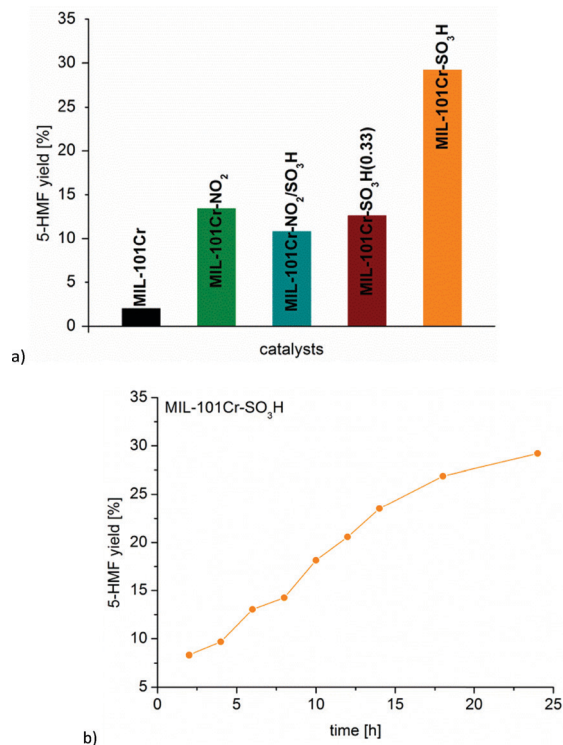 35
30
25
20
15
10
5
0
5-HMF yield [%]
MIL-101Cr
MIL-101Cr-NO₂
MIL-101Cr-NO₂/SO₃H
MIL-101Cr-SO₃H(0.33)
MIL-101Cr-SO₃H
catalysts
a)
35
30
25
20
15
10
5
5-HMF yield [%]
MIL-101Cr-SO₃H
0 5 10 15 20 25
time [h]
b)